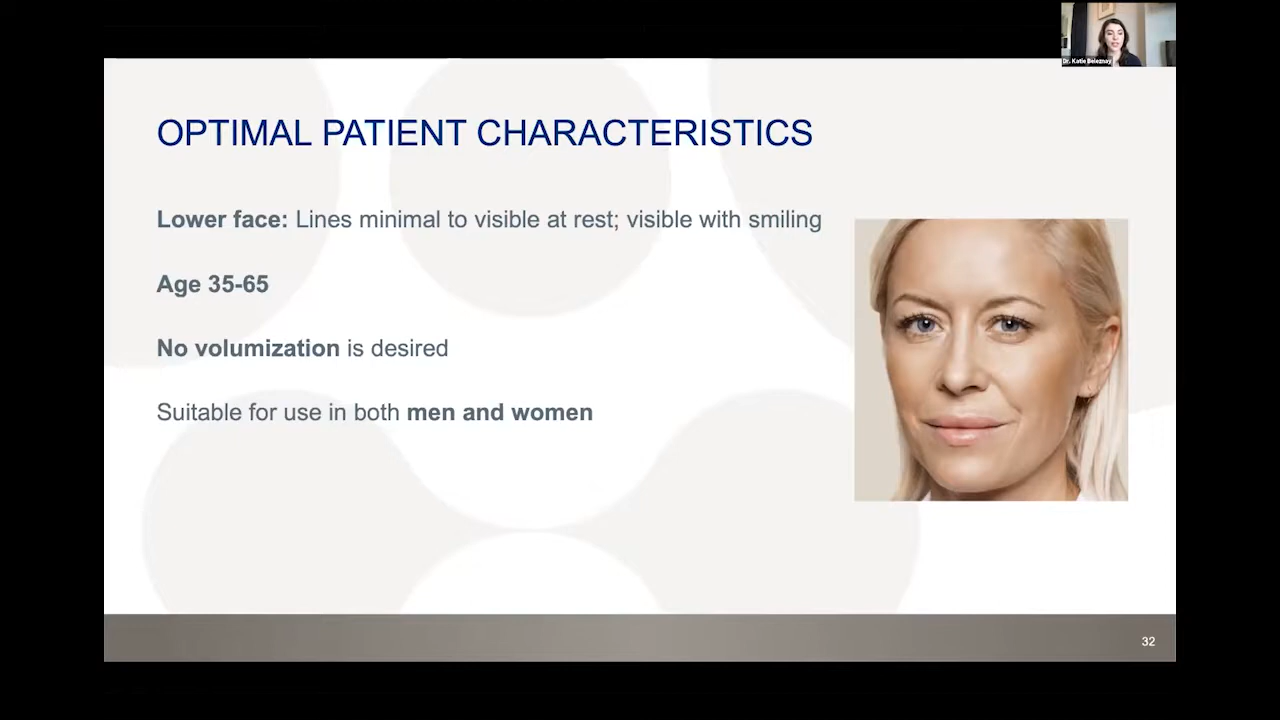 Dr. Katie Beleznay
OPTIMAL PATIENT CHARACTERISTICS
Lower face: Lines minimal to visible at rest; visible with smiling
Age 35-65
No volumization is desired
Suitable for use in both men and women
32